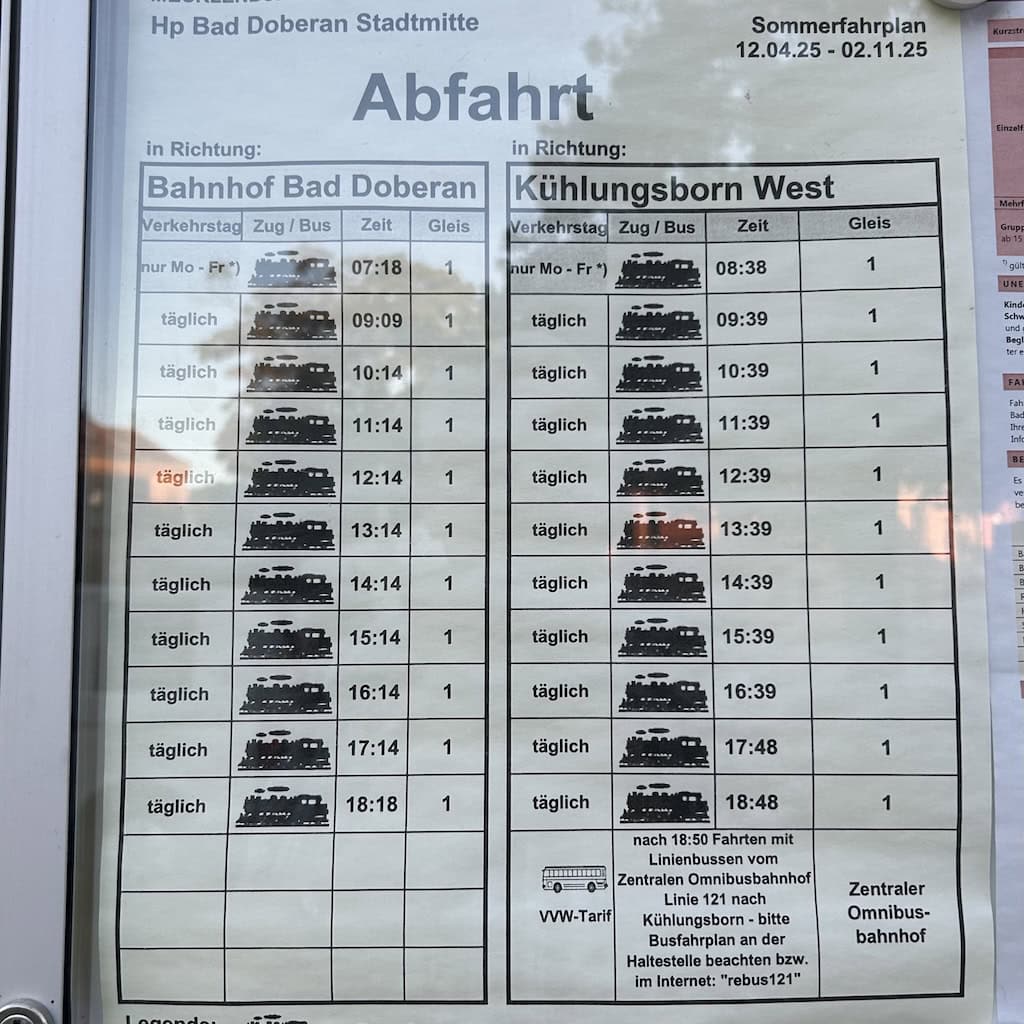 Hp Bad Doberan Stadtmitte
Sommerfahrplan
12.04.25 - 02.11.25
Abfahrt
in Richtung:
Bahnhof Bad Doberan
Verkehrstag Zug / Bus Zeit Gleis
nur Mo - Fr *) 07:18 1
täglich 09:09 1
täglich 10:14 1
täglich 11:14 1
täglich 12:14 1
täglich 13:14 1
täglich 14:14 1
täglich 15:14 1
täglich 16:14 1
täglich 17:14 1
täglich 18:18 1
in Richtung:
Kühlungsborn West
Verkehrstag Zug / Bus Zeit Gleis
nur Mo - Fr *) 08:38 1
täglich 09:39 1
täglich 10:39 1
täglich 11:39 1
täglich 12:39 1
täglich 13:39 1
täglich 14:39 1
täglich 15:39 1
täglich 16:39 1
täglich 17:48 1
täglich 18:48 1
VVW-Tarif
nach 18:50 Fahrten mit
Linienbussen vom
Zentralen Omnibusbahnhof
Linie 121 nach
Kühlungsborn - bitte
Busfahrplan an der
Haltestelle beachten bzw.
im Internet: "rebus121"
Zentraler
Omnibus-
bahnhof
Legende: